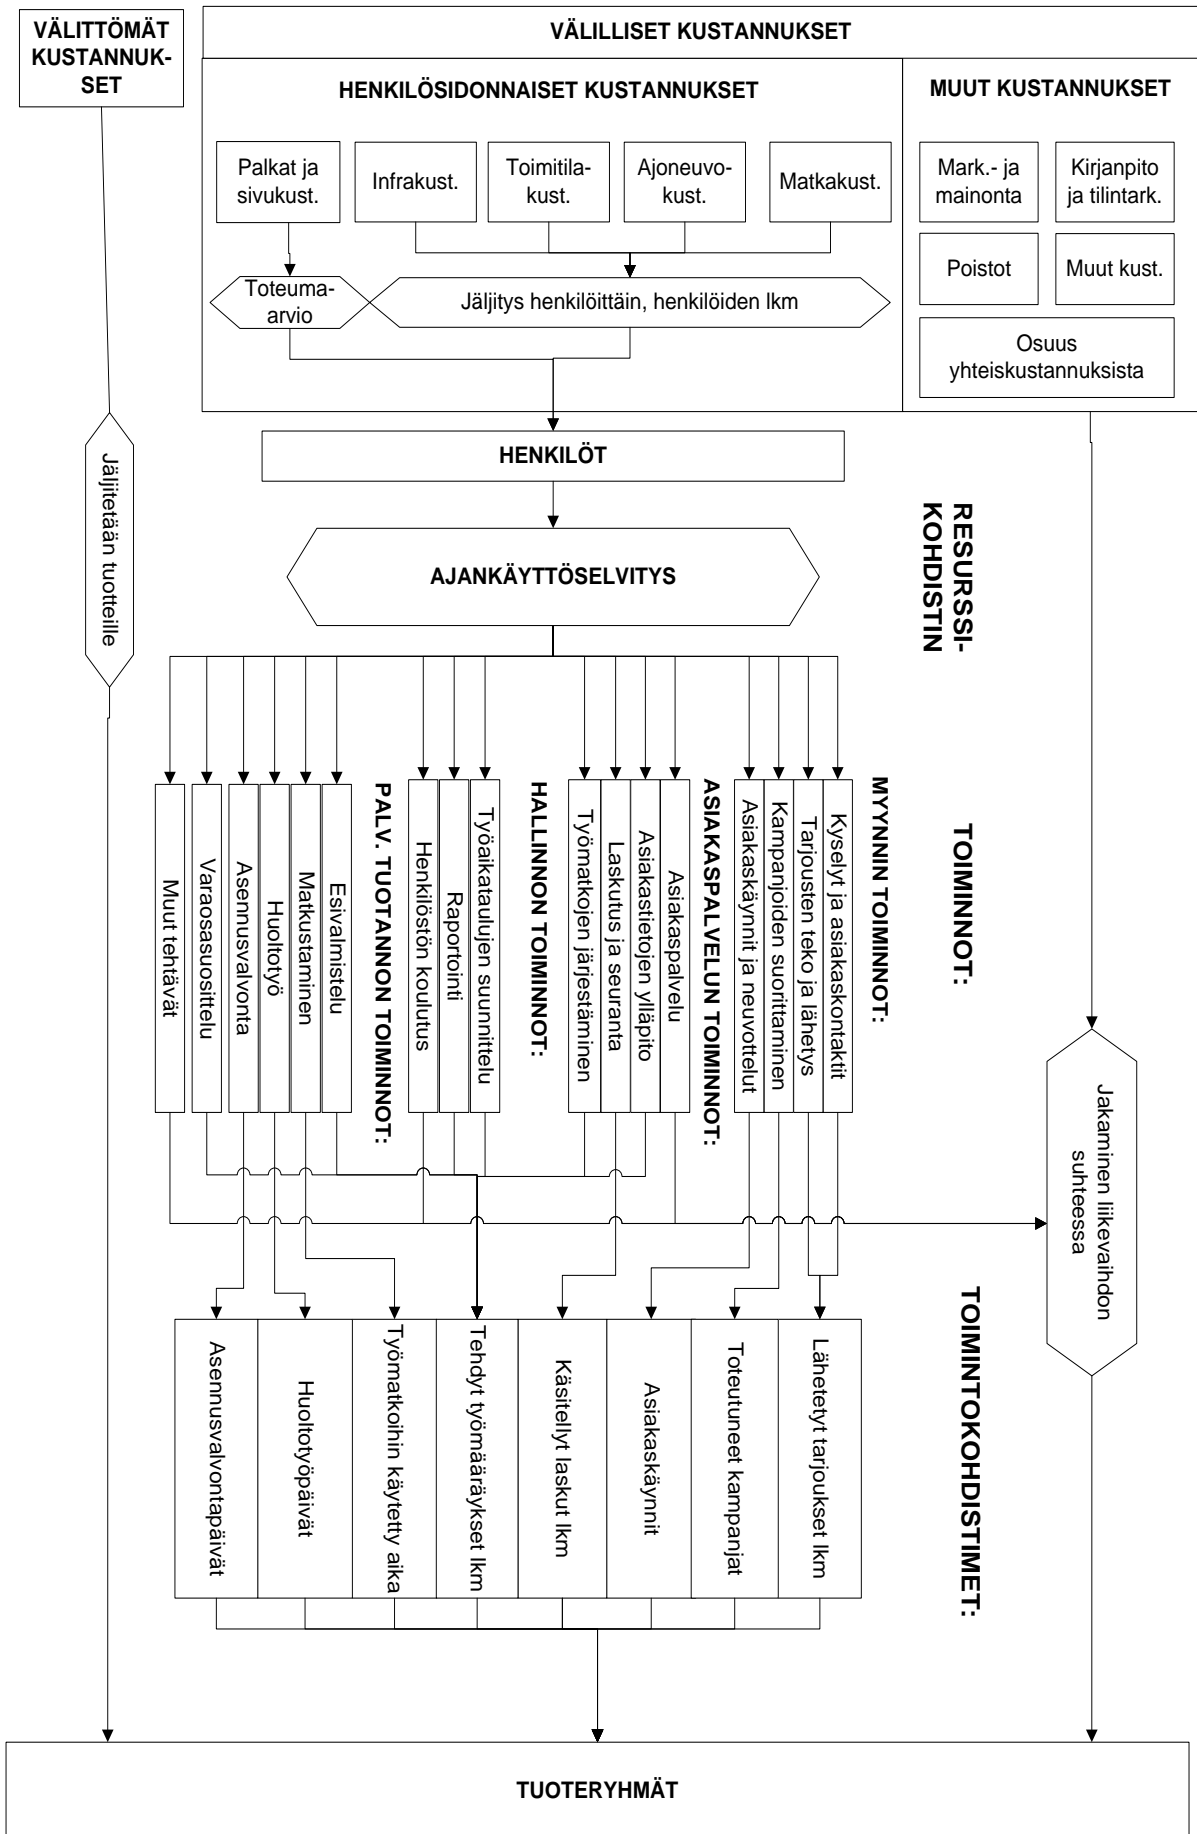 VÄLITTÖMÄT
KUSTANNUK-
SET
VÄLILLISET KUSTANNUKSET
HENKILÖSIDONNAISET KUSTANNUKSET
MUUT KUSTANNUKSET
Palkat ja
sivukust.
Infrakust.
Toimitila-
kust.
Ajoneuvo-
kust.
Matkakust.
Mark.- ja
mainonta
Kirjanpito
ja tilintark.
Poistot
Muut kust.
Osuus
yhteiskustannuksista
Toteuma-
arvio
Jäljitys henkilöittäin, henkilöiden lkm
HENKILÖT
Jäljitetään tuotteille
AJANKÄYTTÖSELVITYS
RESURSSI-
KOHDISTIN
TOIMINNOT:
MYYNNIN TOIMINNOT:
Kyselyt ja asiakaskontaktit
Tarjousten teko ja lähetys
Kampanjoiden suorittaminen
Asiakaskäynnit ja neuvottelut
ASIAKASPALVELUN TOIMINNOT:
Asiakaspalvelu
Asiakastietojen ylläpito
Laskutus ja seuranta
Työmatkojen järjestäminen
HALLINNON TOIMINNOT:
Työaikataulujen suunnittelu
Raportointi
Henkilöstön koulutus
PALV. TUOTANNON TOIMINNOT:
Esivalmistelu
Matkustaminen
Huoltotyö
Asennusvalvonta
Varaosasuosittelu
Muut tehtävät
Jakaminen liikevaihdon
suhteessa
TOIMINTOKOHDISTIMET:
Lähetetyt tarjoukset lkm
Toteutuneet kampanjat
Asiakaskäynnit
Käsitellyt laskut lkm
Tehdyt työmääräykset lkm
Työmatkoihin käytetty aika
Huoltotyöpäivät
Asennusvalvontapäivät
TUOTERYHMÄT